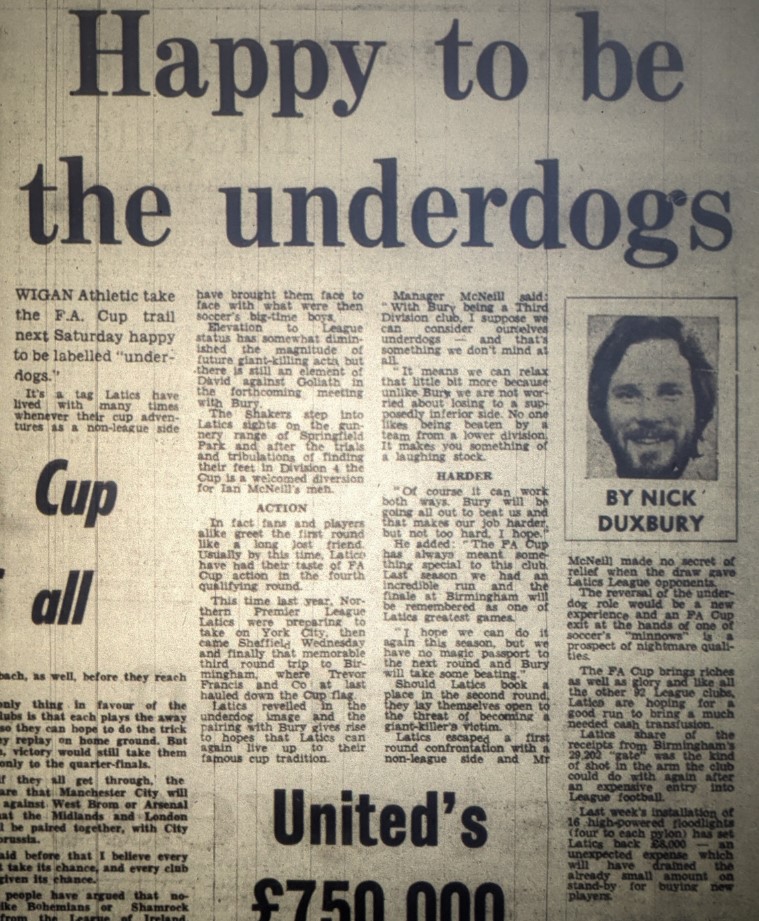 Happy to be
the underdogs
WIGAN Athletic take
the F.A. Cup trail
next Saturday happy
to be labelled "under-
dogs."
It's a tag Latics have
lived with many times
whenever their cup adven-
tures as a non-league side
have brought them face to
face with what were then
soccer's big-time boys.
Elevation to League
status has somewhat dimin-
ished the magnitude of
future giant-killing acts but
there is still an element of
David against Goliath in
the forthcoming meeting
with Bury.
The Shakers step into
Latics sights on the gun-
nery range of Springfield
Park and after the trials
and tribulations of finding
their feet in Division 4 the
Cup is a welcomed diversion
for Ian McNeill's men.
ACTION
In fact fans and players
alike greet the first round
like a long lost friend.
Usually by this time, Latics
have had their taste of FA
Cup action in the fourth
qualifying round.
This time last year, Nor-
thern Premier League
Latics were preparing to
take on York City, then
came Sheffield Wednesday
and finally that memorable
third round trip to Bir-
mingham, where Trevor
Francis and Co at last
hauled down the Cup flag.
Latics revelled in the
underdog image and the
pairing with Bury gives rise
to hopes that Latics can
again live up to their
famous cup tradition.
Manager McNeill said:
"With Bury being a Third
Division club, I suppose we
can consider ourselves
underdogs — and that's
something we don't mind at
all.
"It means we can relax
that little bit more because
unlike Bury we are not wor-
ried about losing to a sup-
posedly inferior side. No one
likes being beaten by a
team from a lower division.
It makes you something of
a laughing stock.
HARDER
"Of course it can work
both ways. Bury will be
going all out to beat us and
that makes our job harder,
but not too hard, I hope."
He added: "The FA Cup
has always meant some-
thing special to this club.
Last season we had an
incredible run and the
finale at Birmingham will
be remembered as one of
Latics greatest games.
"I hope we can do it
again this season, but we
have no magic passport to
the next round and Bury
will take some beating."
Should Latics book a
place in the second round,
they lay themselves open to
the threat of becoming a
giant-killer's victim.
Latics escaped a first
round confrontation with a
non-league side and Mr
BY NICK
DUXBURY
McNeill made no secret of
relief when the draw gave
Latics League opponents.
The reversal of the under-
dog role would be a new
experience and an FA Cup
exit at the hands of one of
soccer's "minnows" is a
prospect of nightmare quali-
ties.
The FA Cup brings riches
as well as glory and like all
the other 92 League clubs,
Latics are hoping for a
good run to bring a much
needed cash transfusion.
Latics share of the
receipts from Birmingham's
29,202 "gate" was the kind
of shot in the arm the club
could do with again after
an expensive entry into
League football.
Last week's installation of
16 high-powered floodlights
(four to each pylon) has set
Latics back £8,000 — an
unexpected expense which
will have drained the
already small amount on
stand-by for buying new
players.
Cup
all
bach, as well, before they reach
only thing in favour of the
lubs is that each plays the away
so they can hope to do the trick
y replay on home ground. But
, victory would still take them
only to the quarter-finals.
if they all get through, the
are that Manchester City will
against West Brom or Arsenal
at the Midlands and London
l be paired together, with City
orussia.
aid before that I believe every
t take its chance, and every club
given its chance.
people have argued that no-
like Bohemians or Shamrock
from the League of Ireland
United's
£750,000